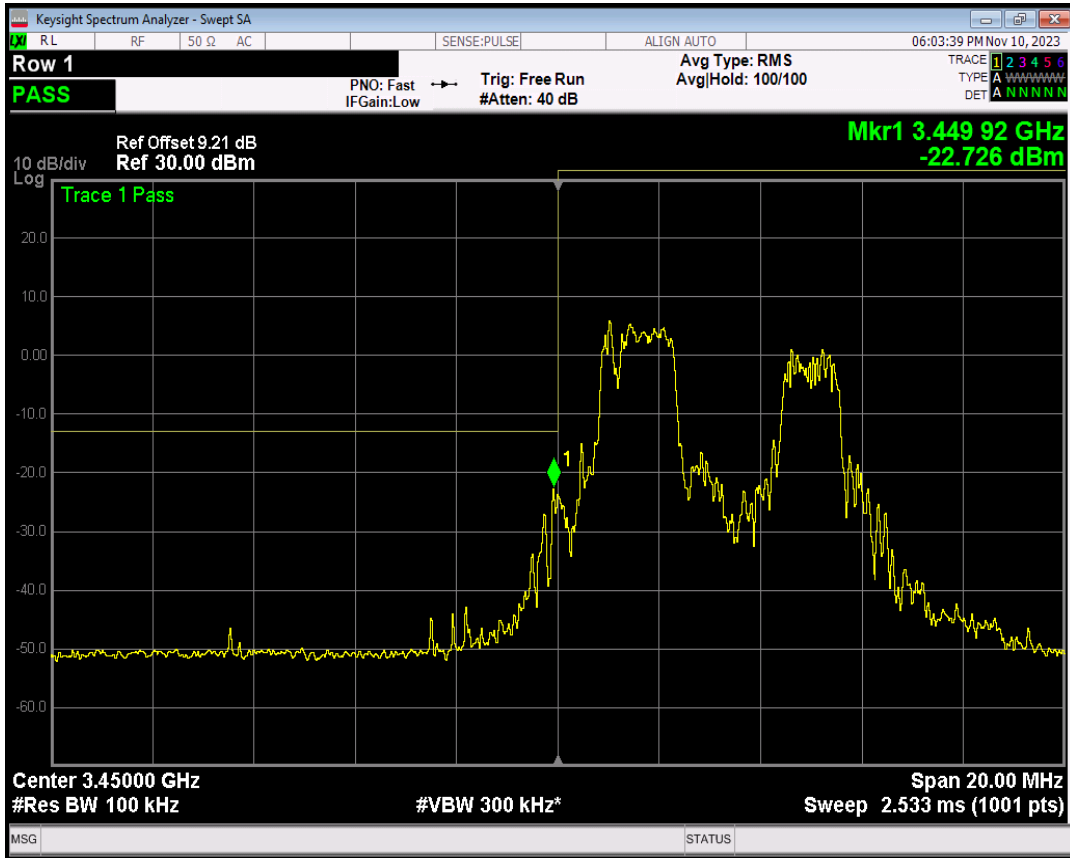 Keysight Spectrum Analyzer - Swept SA
LXI RL RF 50 Ω AC SENSE:PULSE ALIGN AUTO 06:03:39 PM Nov 10, 2023
Row 1
PASS
PNO: Fast
IFGain:Low
Trig: Free Run
#Atten: 40 dB
Avg Type: RMS
Avg|Hold: 100/100
TRACE 1 2 3 4 5 6
TYPE A WWWWW
DET A N N N N N
Mkr1 3.449 92 GHz
-22.726 dBm
Ref Offset 9.21 dB
10 dB/div Ref 30.00 dBm
Log
Trace 1 Pass
20.0
10.0
0.00
-10.0
-20.0
1
-30.0
-40.0
-50.0
-60.0
Center 3.45000 GHz Span 20.00 MHz
#Res BW 100 kHz #VBW 300 kHz* Sweep 2.533 ms (1001 pts)
MSG STATUS